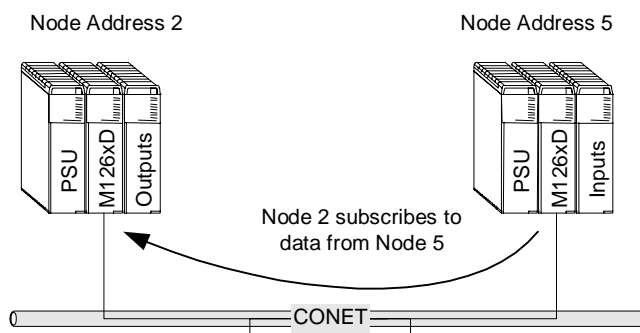 Node Address 2
Node Address 5
PSU
M126xD
Outputs
PSU
M126xD
Inputs
Node 2 subscribes to
data from Node 5
CONET